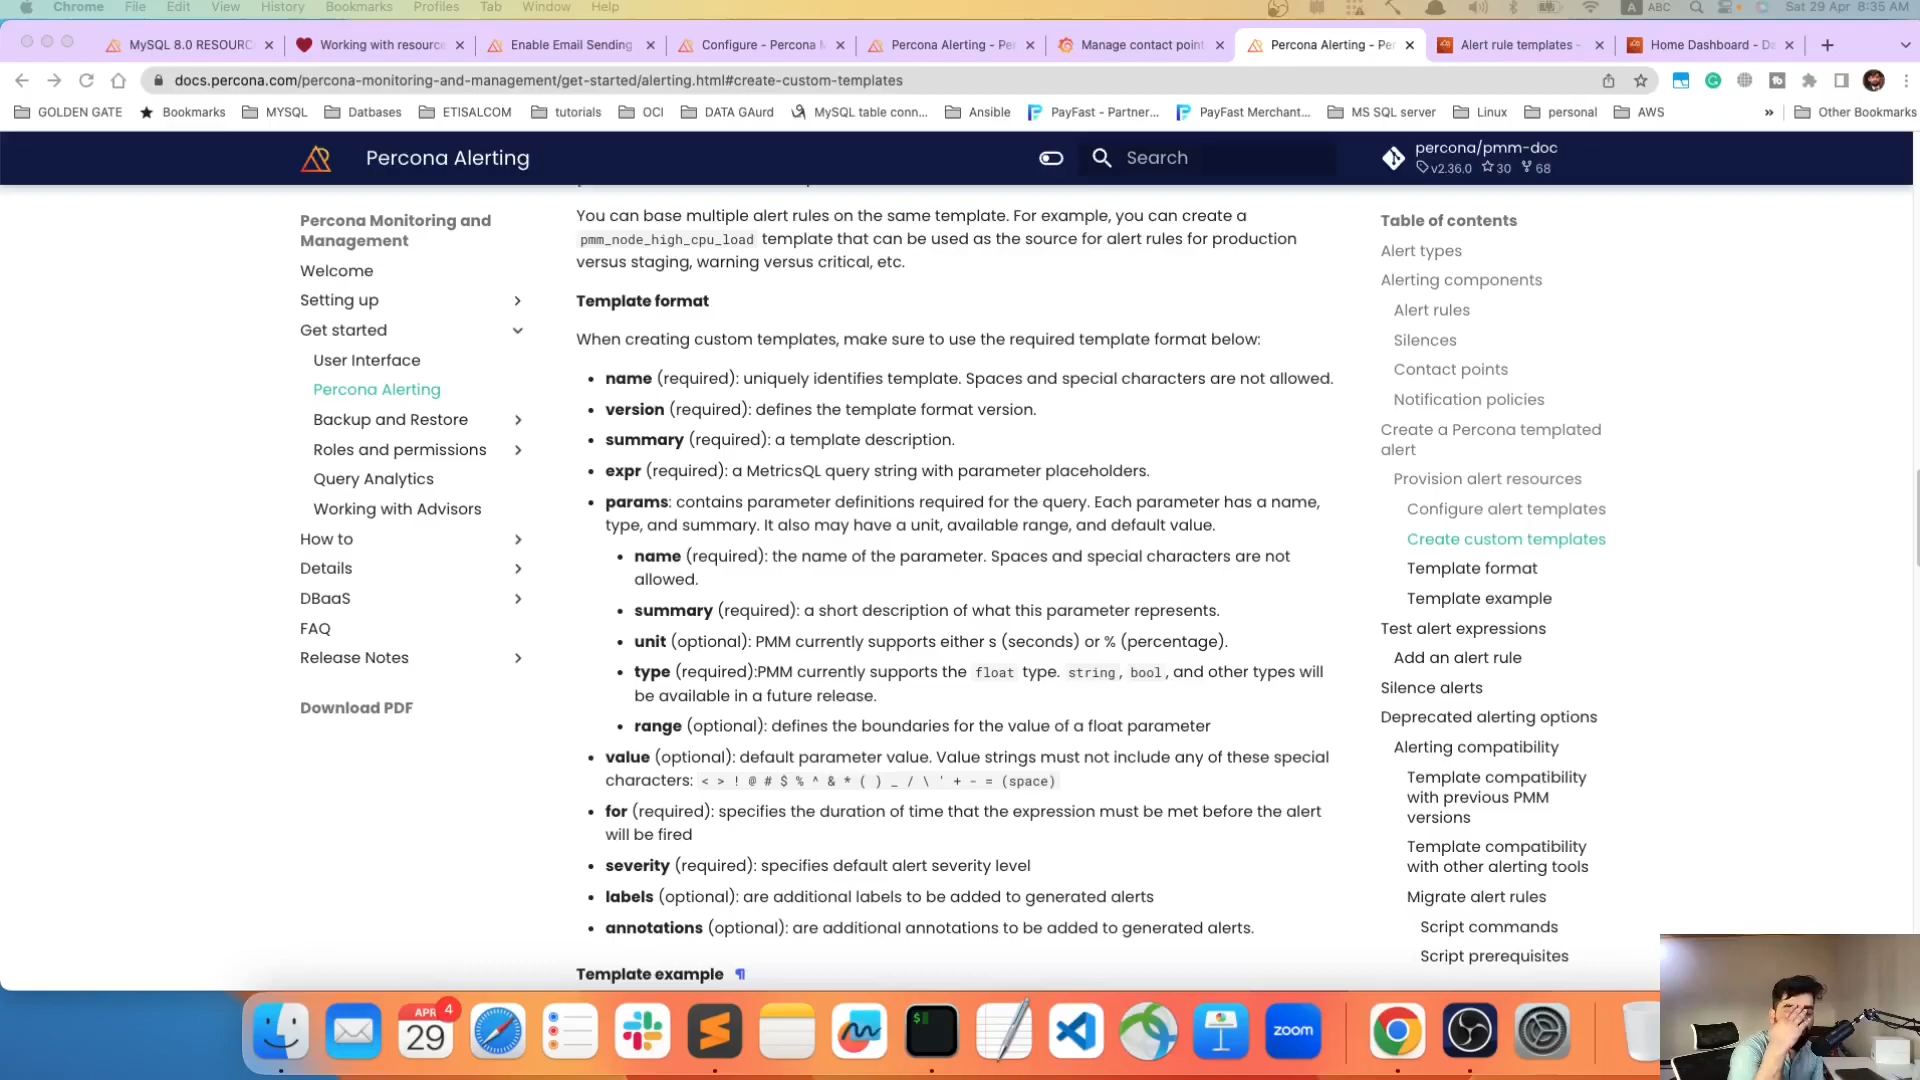 Chrome File Edit View History Bookmarks Profiles Tab Window Help A ABC Sat 29 Apr 8:35 AM
MySQL 8.0 RESOURC Working with resource Enable Email Sending Configure - Percona M Percona Alerting - Per Manage contact point Percona Alerting - Per Alert rule templates - Home Dashboard - Da
docs.percona.com/percona-monitoring-and-management/get-started/alerting.html#create-custom-templates
GOLDEN GATE Bookmarks MYSQL Datbases ETISALCOM tutorials OCI DATA GAurd MySQL table conn... Ansible PayFast - Partner... PayFast Merchant... MS SQL server Linux personal AWS » Other Bookmarks
Percona Alerting
Search
percona/pmm-doc
v2.36.0 30 68
Percona Monitoring and
Management
Welcome
Setting up
Get started
User Interface
Percona Alerting
Backup and Restore
Roles and permissions
Query Analytics
Working with Advisors
How to
Details
DBaaS
FAQ
Release Notes
Download PDF
You can base multiple alert rules on the same template. For example, you can create a
pmm_node_high_cpu_load template that can be used as the source for alert rules for production
versus staging, warning versus critical, etc.
Template format
When creating custom templates, make sure to use the required template format below:
• name (required): uniquely identifies template. Spaces and special characters are not allowed.
• version (required): defines the template format version.
• summary (required): a template description.
• expr (required): a MetricsQL query string with parameter placeholders.
• params: contains parameter definitions required for the query. Each parameter has a name,
type, and summary. It also may have a unit, available range, and default value.
• name (required): the name of the parameter. Spaces and special characters are not
allowed.
• summary (required): a short description of what this parameter represents.
• unit (optional): PMM currently supports either s (seconds) or % (percentage).
• type (required):PMM currently supports the float type. string, bool, and other types will
be available in a future release.
• range (optional): defines the boundaries for the value of a float parameter
• value (optional): default parameter value. Value strings must not include any of these special
characters: < > ! @ # $ % ^ & * ( ) _ / \ ' + - = (space)
• for (required): specifies the duration of time that the expression must be met before the alert
will be fired
• severity (required): specifies default alert severity level
• labels (optional): are additional labels to be added to generated alerts
• annotations (optional): are additional annotations to be added to generated alerts.
Template example ¶
Table of contents
Alert types
Alerting components
Alert rules
Silences
Contact points
Notification policies
Create a Percona templated
alert
Provision alert resources
Configure alert templates
Create custom templates
Template format
Template example
Test alert expressions
Add an alert rule
Silence alerts
Deprecated alerting options
Alerting compatibility
Template compatibility
with previous PMM
versions
Template compatibility
with other alerting tools
Migrate alert rules
Script commands
Script prerequisites
APR 4
29
$
zoom